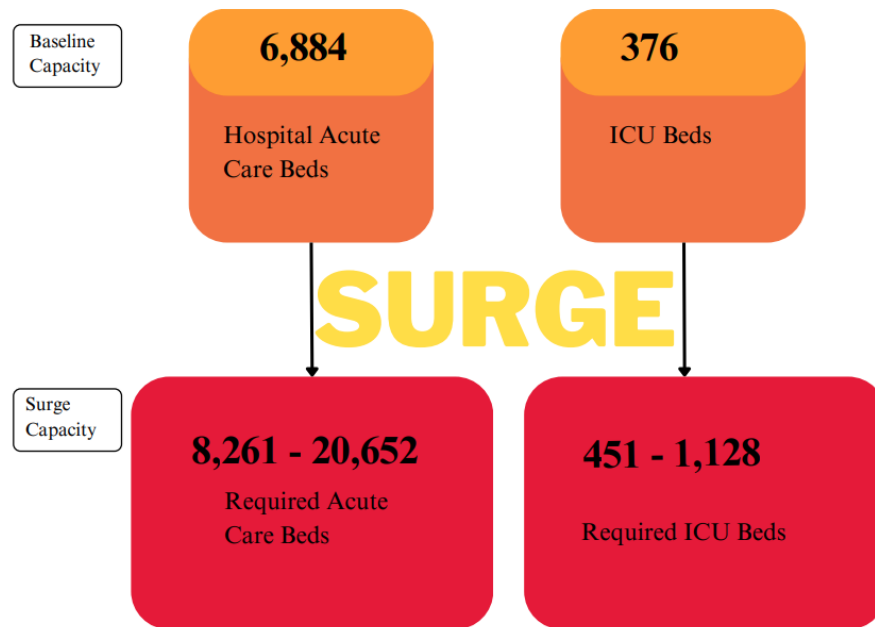 Baseline
Capacity
6,884
Hospital Acute
Care Beds
376
ICU Beds
SURGE
Surge
Capacity
8,261 - 20,652
Required Acute
Care Beds
451 - 1,128
Required ICU Beds